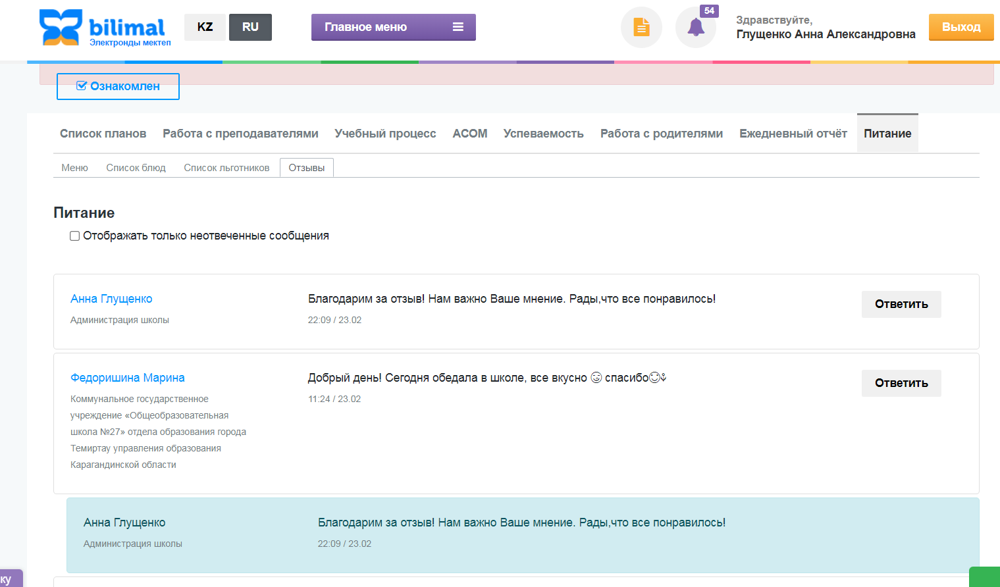 bilimal
Электронды мектеп
KZ
RU
Главное меню
54
Здравствуйте,
Глущенко Анна Александровна
Выход
Ознакомлен
Список планов
Работа с преподавателями
Учебный процесс
АСОМ
Успеваемость
Работа с родителями
Ежедневный отчёт
Питание
Меню
Список блюд
Список льготников
Отзывы
Питание
Отображать только неотвеченные сообщения
Анна Глущенко
Благодарим за отзыв! Нам важно Ваше мнение. Рады,что все понравилось!
Ответить
Администрация школы
22:09 / 23.02
Федоришина Марина
Добрый день! Сегодня обедала в школе, все вкусно 😋 спасибо☺⚘
Ответить
Коммунальное государственное
11:24 / 23.02
учреждение «Общеобразовательная
школа №27» отдела образования города
Темиртау управления образования
Карагандинской области
Анна Глущенко
Благодарим за отзыв! Нам важно Ваше мнение. Рады,что все понравилось!
Администрация школы
22:09 / 23.02
ку